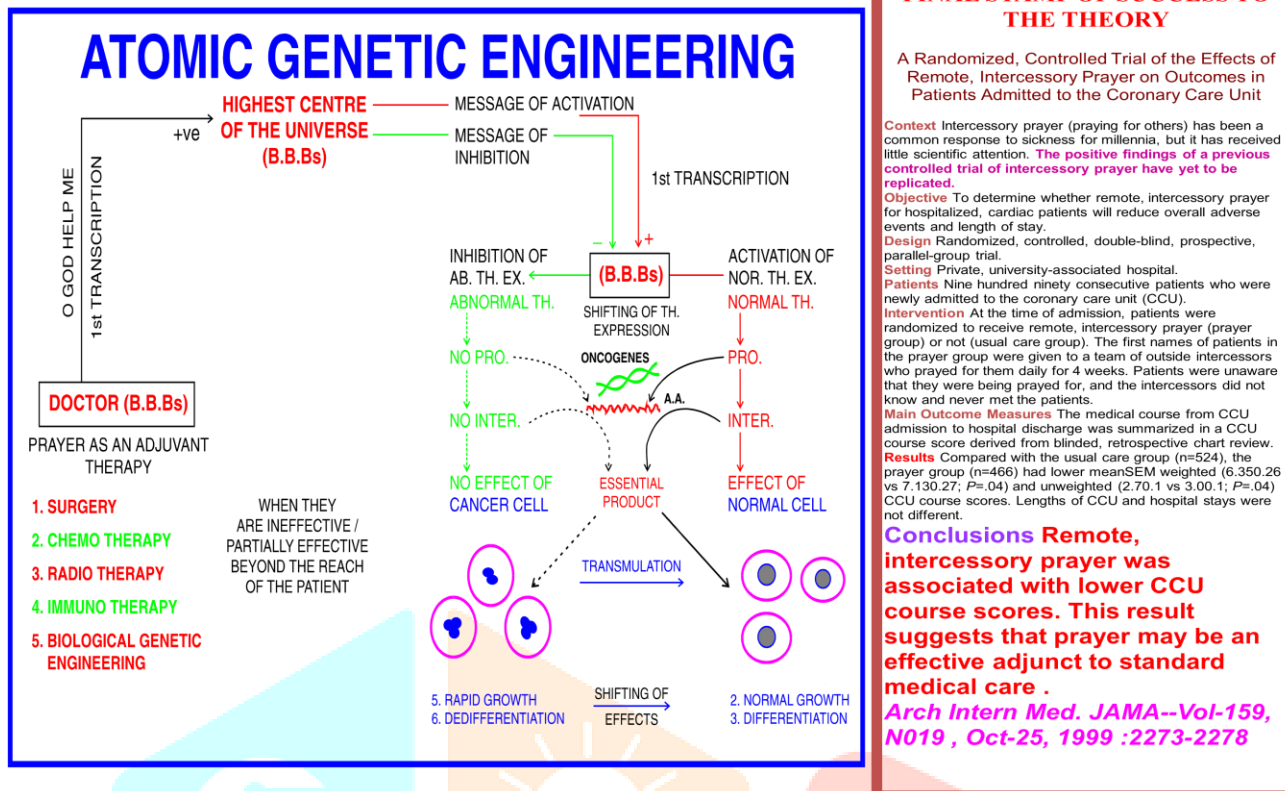 ATOMIC GENETIC ENGINEERING
HIGHEST CENTRE
OF THE UNIVERSE
(B.B.Bs)
+ve
MESSAGE OF ACTIVATION
MESSAGE OF
INHIBITION
1st TRANSCRIPTION
O GOD HELP ME
1st TRANSCRIPTION
– +
INHIBITION OF
AB. TH. EX.
ABNORMAL TH.
(B.B.Bs)
SHIFTING OF TH.
EXPRESSION
ACTIVATION OF
NOR. TH. EX.
NORMAL TH.
NO PRO.
ONCOGENES
PRO.
A.A.
NO INTER.
INTER.
NO EFFECT OF
CANCER CELL
ESSENTIAL
PRODUCT
EFFECT OF
NORMAL CELL
DOCTOR (B.B.Bs)
PRAYER AS AN ADJUVANT
THERAPY
1. SURGERY
2. CHEMO THERAPY
3. RADIO THERAPY
4. IMMUNO THERAPY
5. BIOLOGICAL GENETIC
ENGINEERING
WHEN THEY
ARE INEFFECTIVE /
PARTIALLY EFFECTIVE
BEYOND THE REACH
OF THE PATIENT
TRANSMULATION
5. RAPID GROWTH
6. DEDIFFERENTIATION
SHIFTING OF
EFFECTS
2. NORMAL GROWTH
3. DIFFERENTIATION
FINAL STAMP OF SUCCESS TO
THE THEORY
A Randomized, Controlled Trial of the Effects of
Remote, Intercessory Prayer on Outcomes in
Patients Admitted to the Coronary Care Unit
Context Intercessory prayer (praying for others) has been a
common response to sickness for millennia, but it has received
little scientific attention. The positive findings of a previous
controlled trial of intercessory prayer have yet to be
replicated.
Objective To determine whether remote, intercessory prayer
for hospitalized, cardiac patients will reduce overall adverse
events and length of stay.
Design Randomized, controlled, double-blind, prospective,
parallel-group trial.
Setting Private, university-associated hospital.
Patients Nine hundred ninety consecutive patients who were
newly admitted to the coronary care unit (CCU).
Intervention At the time of admission, patients were
randomized to receive remote, intercessory prayer (prayer
group) or not (usual care group). The first names of patients in
the prayer group were given to a team of outside intercessors
who prayed for them daily for 4 weeks. Patients were unaware
that they were being prayed for, and the intercessors did not
know and never met the patients.
Main Outcome Measures The medical course from CCU
admission to hospital discharge was summarized in a CCU
course score derived from blinded, retrospective chart review.
Results Compared with the usual care group (n=524), the
prayer group (n=466) had lower meanSEM weighted (6.350.26
vs 7.130.27; P=.04) and unweighted (2.70.1 vs 3.00.1; P=.04)
CCU course scores. Lengths of CCU and hospital stays were
not different.
Conclusions Remote,
intercessory prayer was
associated with lower CCU
course scores. This result
suggests that prayer may be an
effective adjunct to standard
medical care .
Arch Intern Med. JAMA--Vol-159,
N019 , Oct-25, 1999 :2273-2278